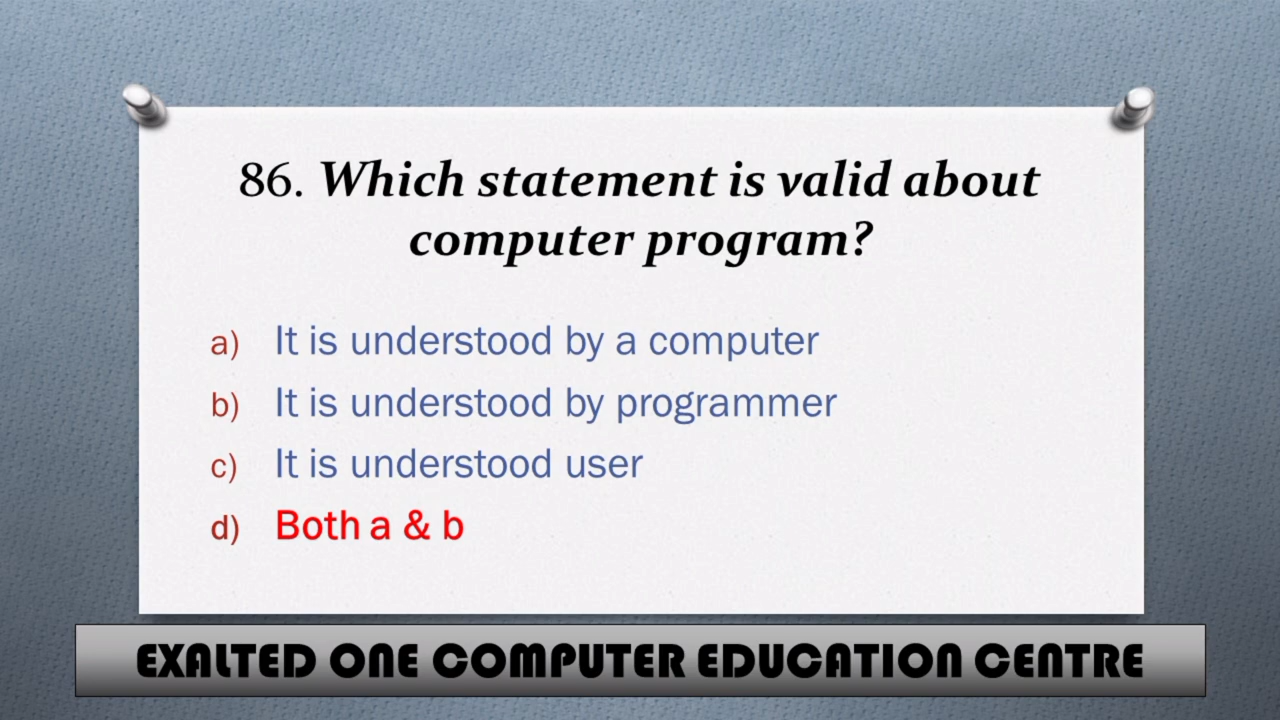 86. Which statement is valid about
computer program?
a) It is understood by a computer
b) It is understood by programmer
c) It is understood user
d) Both a & b
EXALTED ONE COMPUTER EDUCATION CENTRE